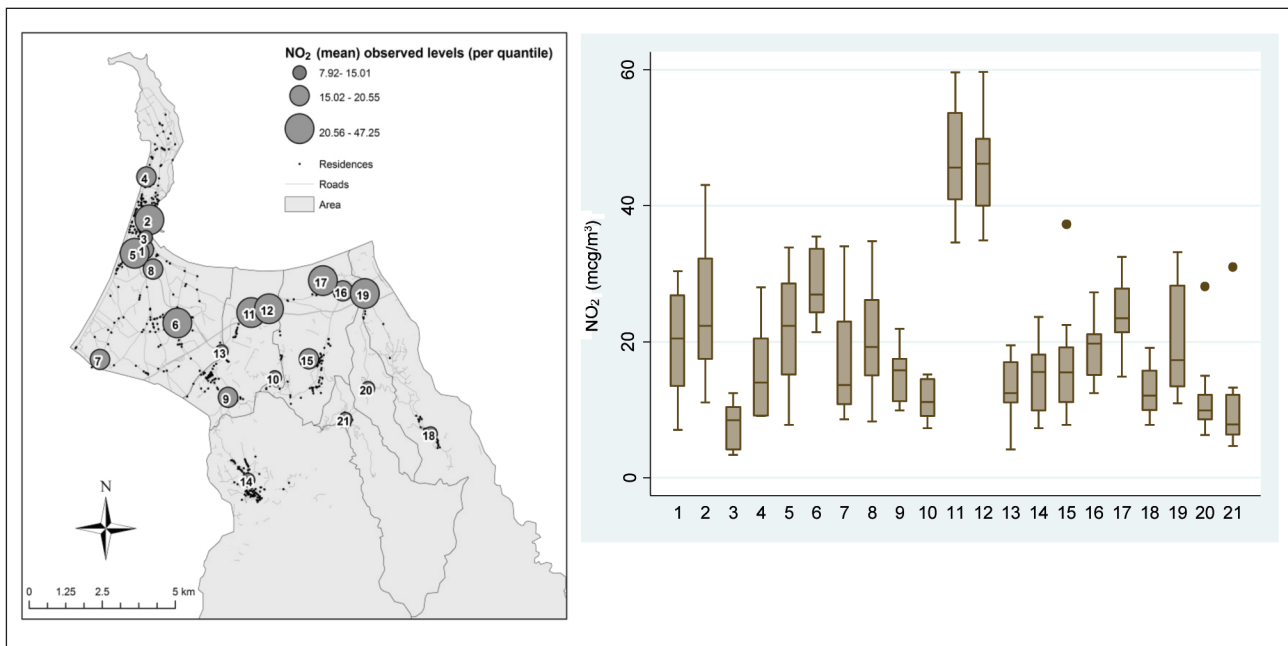 NO2 (mean) observed levels (per quantile)
7.92- 15.01
15.02 - 20.55
20.56 - 47.25
Residences
Roads
Area
4
2
3
1
5
8
17
16
19
11 12
6
13
7
15
10
20
9
21
18
14
N
0 1.25 2.5 5 km
NO2 (mcg/m³)
60
40
20
0
1 2 3 4 5 6 7 8 9 10 11 12 13 14 15 16 17 18 19 20 21